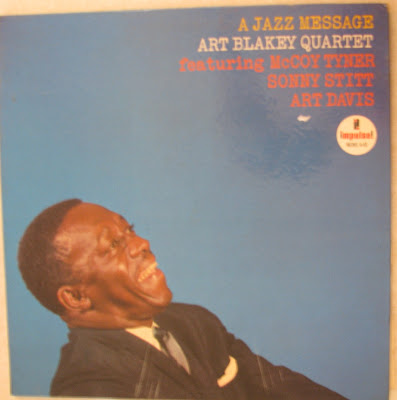 A JAZZ MESSAGE
ART BLAKEY QUARTET
featuring McCOY TYNER
SONNY STITT
ART DAVIS
impulse!